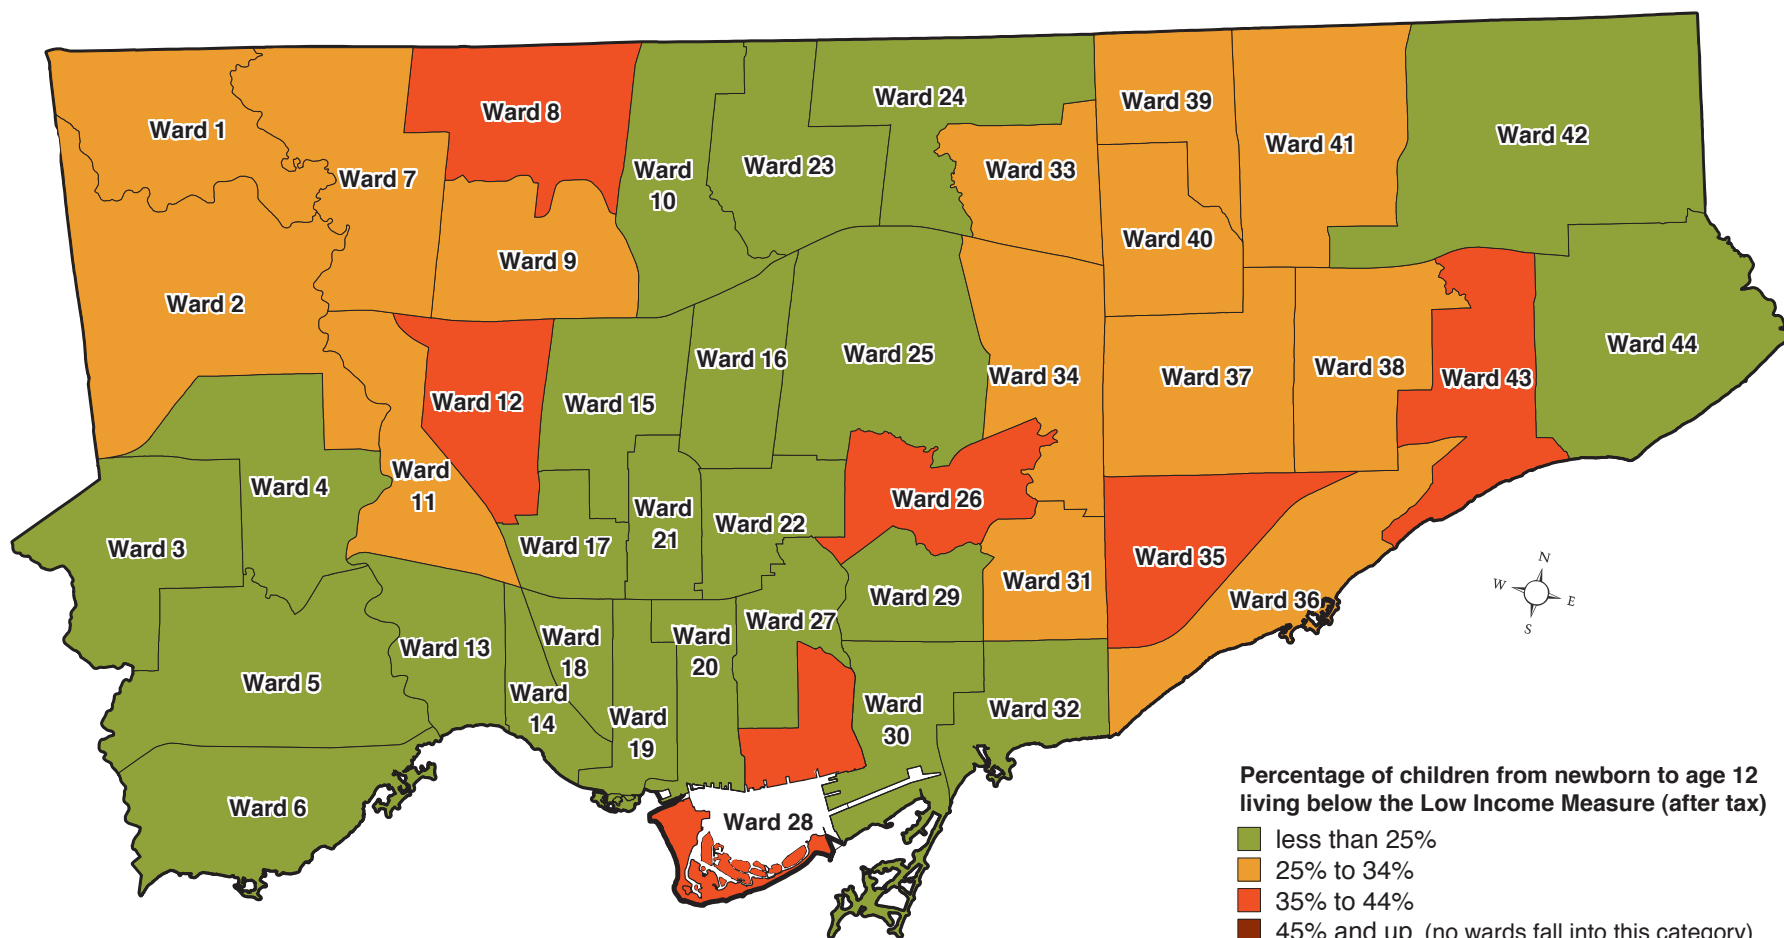 Ward 1
Ward 7
Ward 8
Ward
10
Ward 23
Ward 24
Ward 33
Ward 39
Ward 41
Ward 42
Ward 2
Ward 9
Ward 40
Ward 16
Ward 25
Ward 34
Ward 37
Ward 38
Ward 43
Ward 44
Ward 12
Ward 15
Ward 4
Ward
11
Ward 3
Ward 17
Ward
21
Ward 22
Ward 26
Ward 35
Ward 31
Ward 29
Ward 36
Ward 27
Ward 13
Ward
18
Ward
20
Ward 5
Ward
14
Ward
19
Ward
30
Ward 32
Ward 6
Ward 28
N
W
E
S
Percentage of children from newborn to age 12
living below the Low Income Measure (after tax)
less than 25%
25% to 34%
35% to 44%
45% and up (no wards fall into this category)